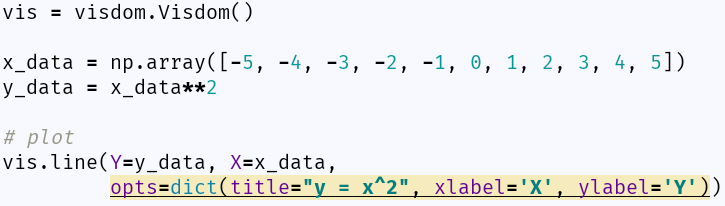 vis = visdom.Visdom()
x_data = np.array([-5, -4, -3, -2, -1, 0, 1, 2, 3, 4, 5])
y_data = x_data**2
# plot
vis.line(Y=y_data, X=x_data,
opts=dict(title="y = x^2", xlabel='X', ylabel='Y'))